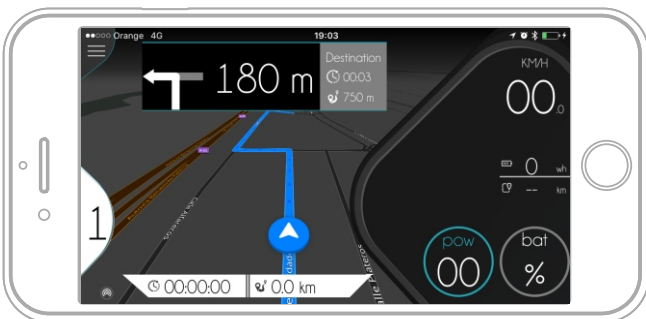 Orange 4G 19:03
180 m
Destination
00:03
750 m
KM/H
00.0
0 wh
-- km
1
pow
00
bat
%
00:00:00
0.0 km